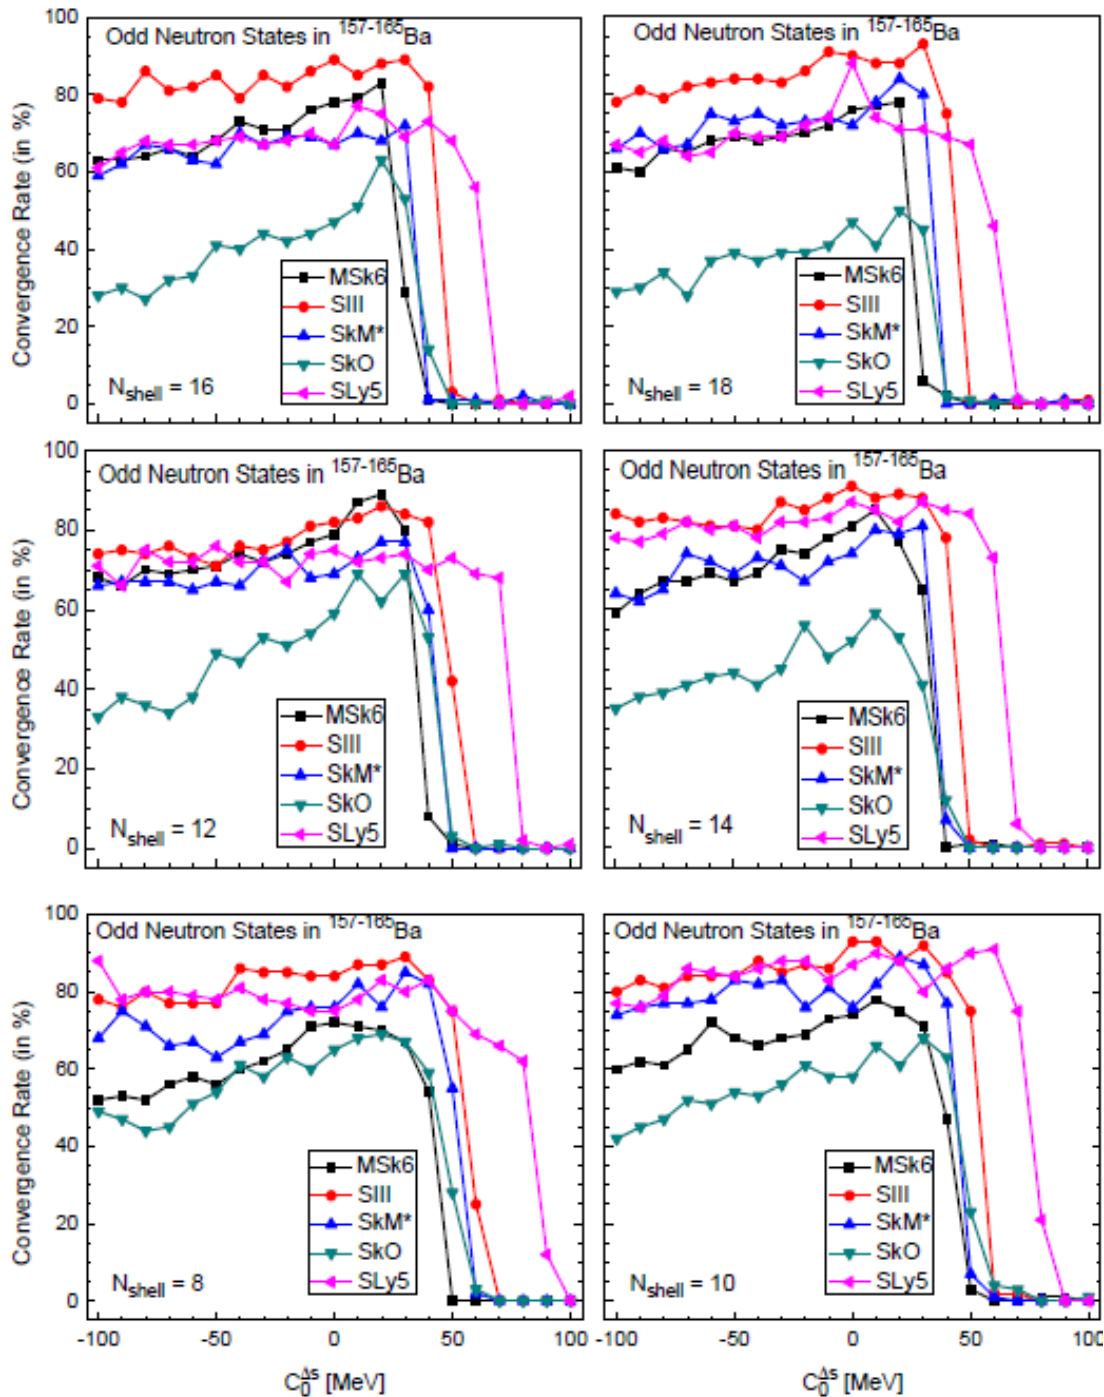 Odd Neutron States in 157-165Ba
Convergence Rate (in %)
100
80
60
40
20
0
MSk6
SIII
SkM*
SkO
SLy5
Nshell = 16
Odd Neutron States in 157-165Ba
MSk6
SIII
SkM*
SkO
SLy5
Nshell = 18
Odd Neutron States in 157-165Ba
Convergence Rate (in %)
100
80
60
40
20
0
MSk6
SIII
SkM*
SkO
SLy5
Nshell = 12
Odd Neutron States in 157-165Ba
MSk6
SIII
SkM*
SkO
SLy5
Nshell = 14
Odd Neutron States in 157-165Ba
Convergence Rate (in %)
100
80
60
40
20
0
MSk6
SIII
SkM*
SkO
SLy5
Nshell = 8
-100 -50 0 50 100
C0Δs [MeV]
Odd Neutron States in 157-165Ba
MSk6
SIII
SkM*
SkO
SLy5
Nshell = 10
-100 -50 0 50 100
C0Δs [MeV]